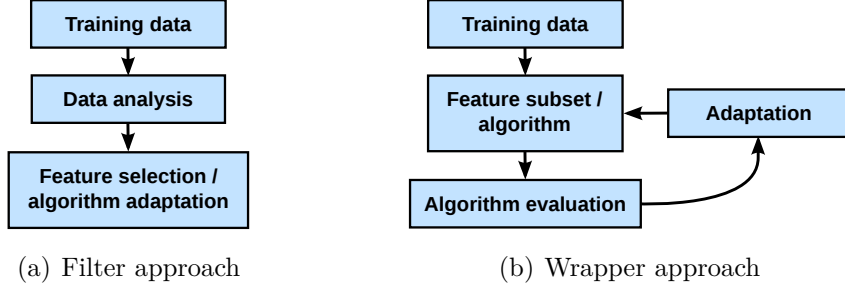 Training data
Data analysis
Feature selection /
algorithm adaptation
(a) Filter approach
Training data
Feature subset /
algorithm
Adaptation
Algorithm evaluation
(b) Wrapper approach